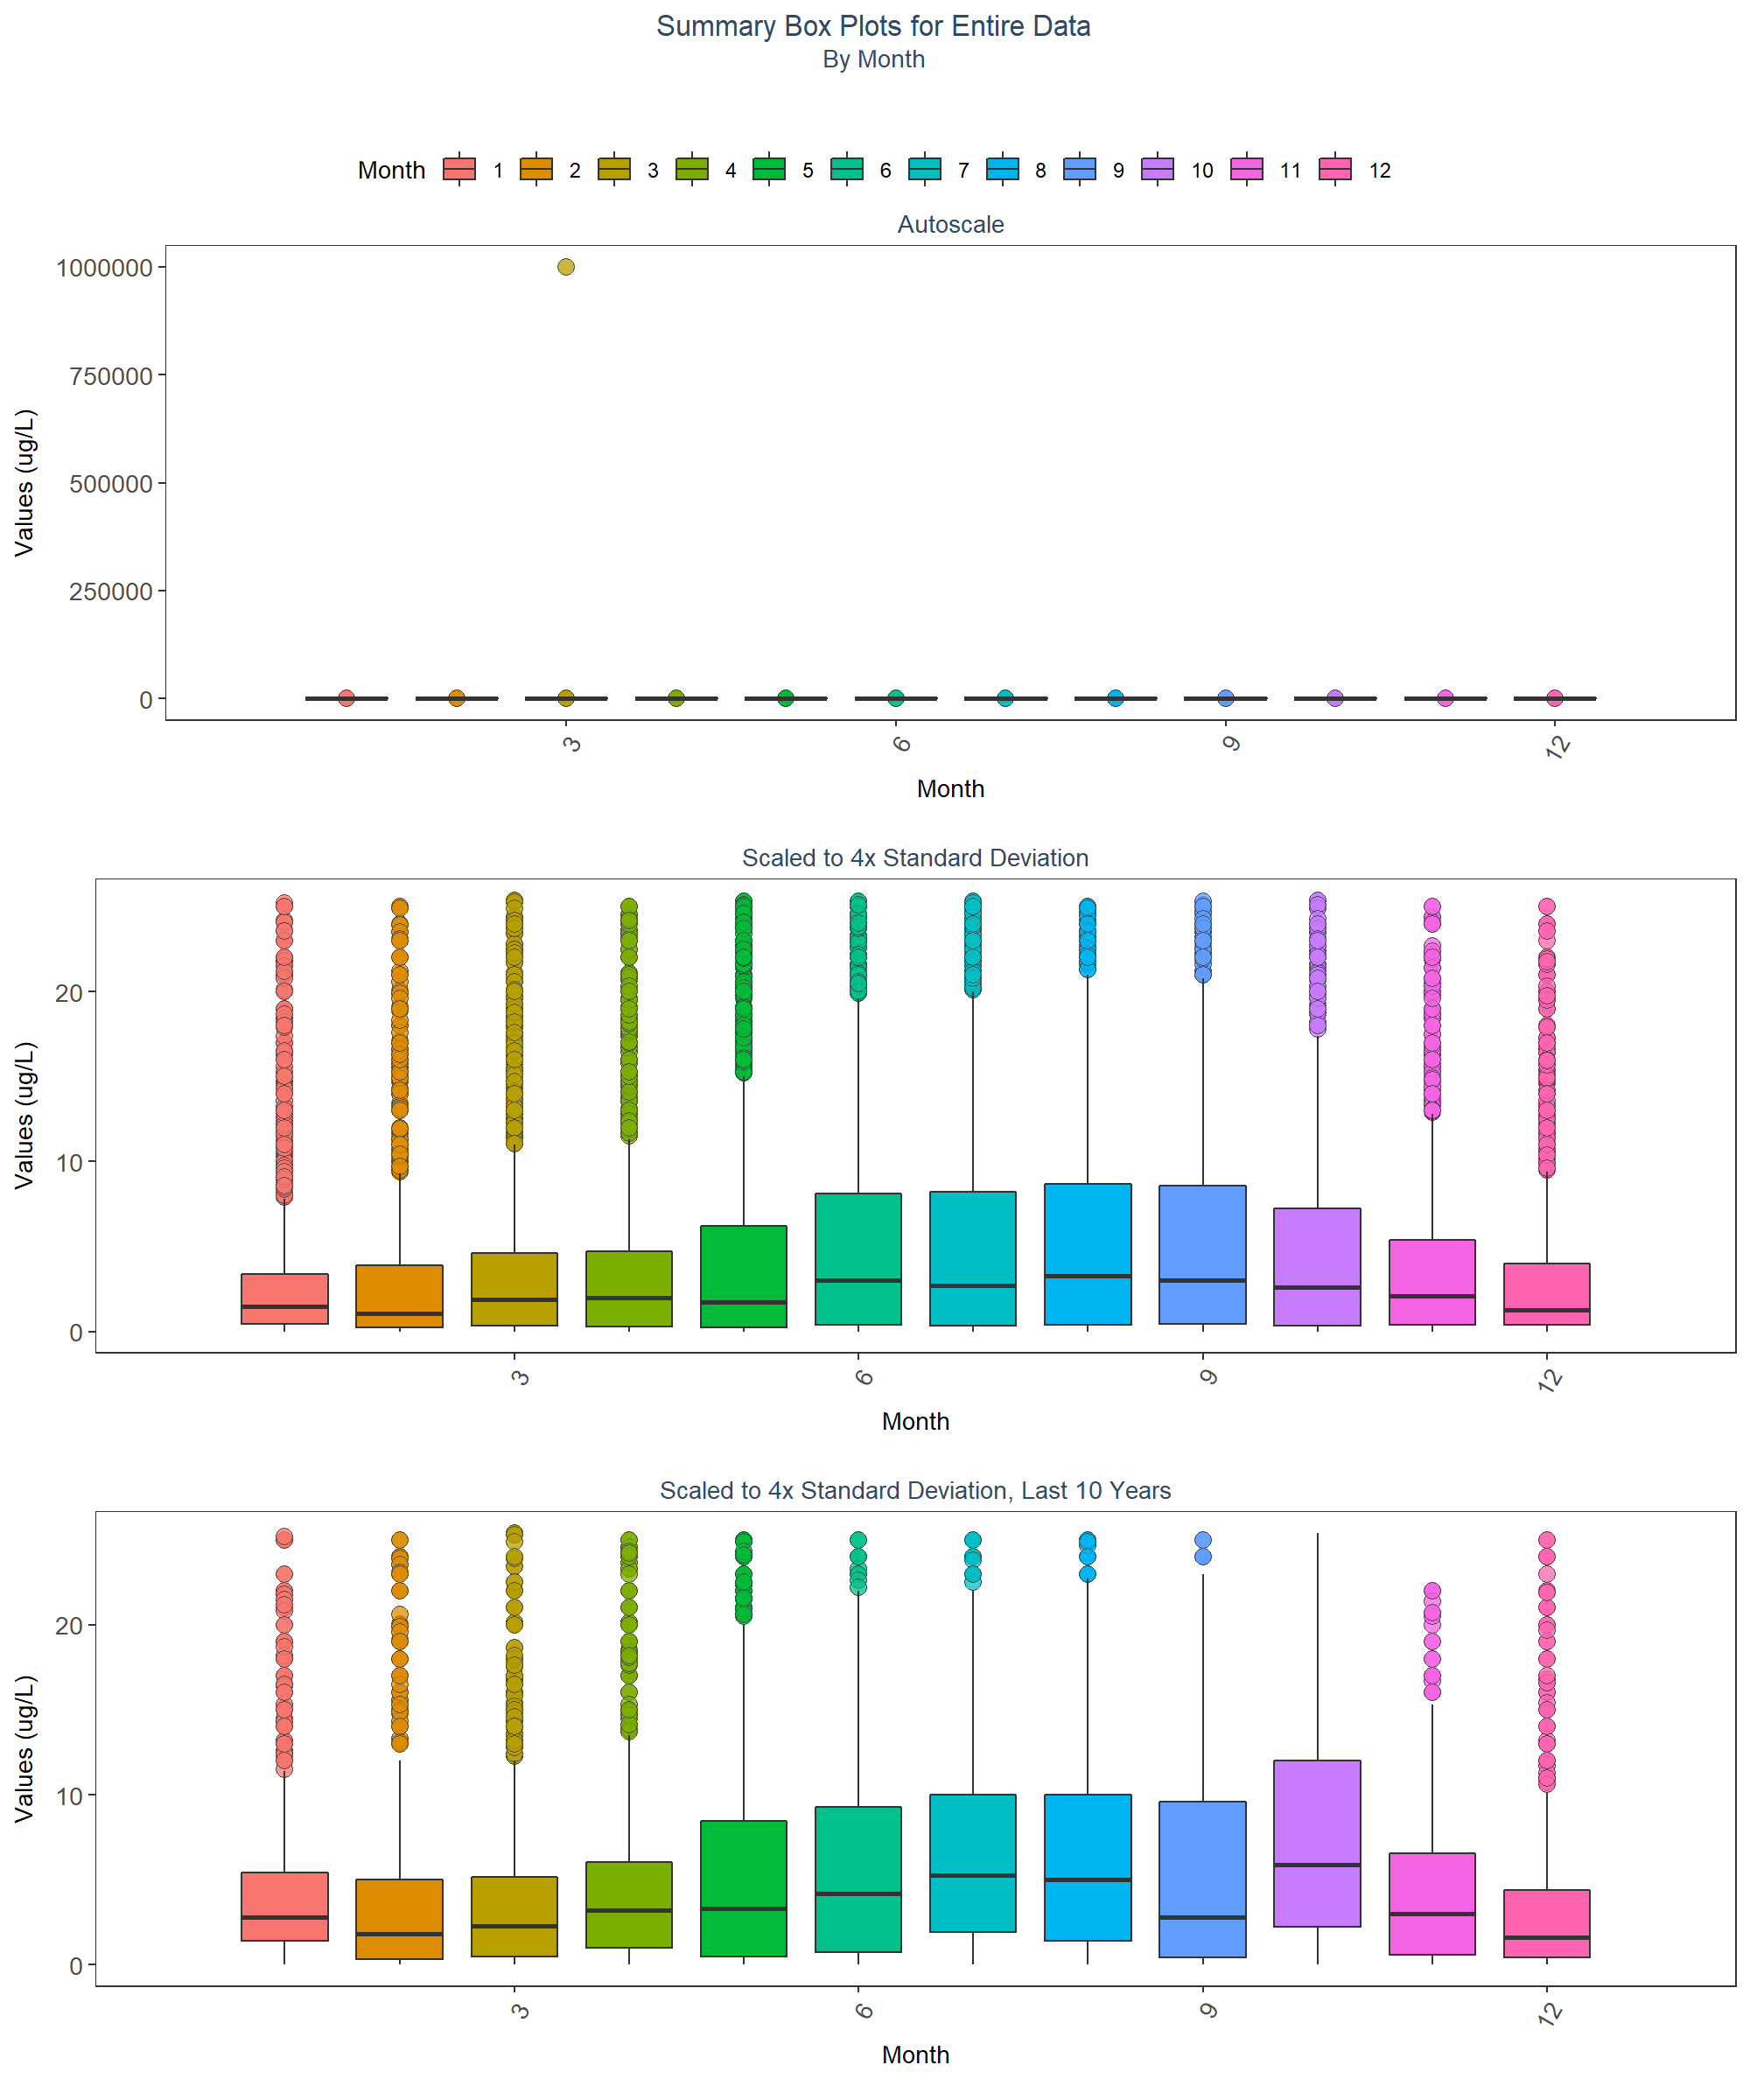 Summary Box Plots for Entire Data
By Month
Month 1 2 3 4 5 6 7 8 9 10 11 12
Autoscale
Values (ug/L)
1000000
750000
500000
250000
0
3 6 9 12
Month
Scaled to 4x Standard Deviation
Values (ug/L)
20
10
0
3 6 9 12
Month
Scaled to 4x Standard Deviation, Last 10 Years
Values (ug/L)
20
10
0
3 6 9 12
Month